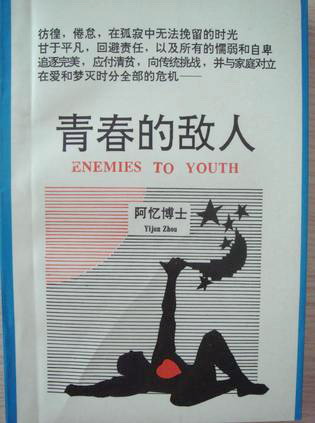 彷徨，倦怠，在孤寂中无法挽留的时光
甘于平凡，回避责任，以及所有的懦弱和自卑
追逐完美，应付清贫，向传统挑战，并与家庭对立
在爱和梦灭时分全部的危机——
青春的敌人
ENEMIES TO YOUTH
阿忆博士
Yijun Zhou